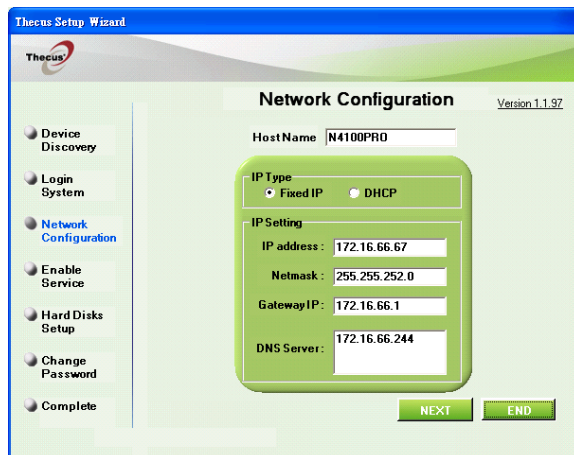 Thecus Setup Wizard
Thecus
Network Configuration
Version 1.1.97
HostName N4100PRO
Device
Discovery
Login
System
Network
Configuration
Enable
Service
Hard Disks
Setup
Change
Password
Complete
IP Type
Fixed IP DHCP
IP Setting
IP address : 172.16.66.67
Netmask : 255.255.252.0
Gateway IP : 172.16.66.1
DNS Server : 172.16.66.244
NEXT END